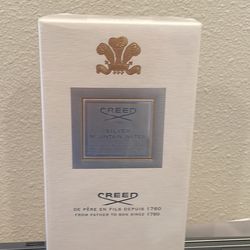 CREED
SILVER
MOUNTAIN WATER
CREED
DE PÈRE EN FILS DEPUIS 1760
FROM FATHER TO SON SINCE 1760